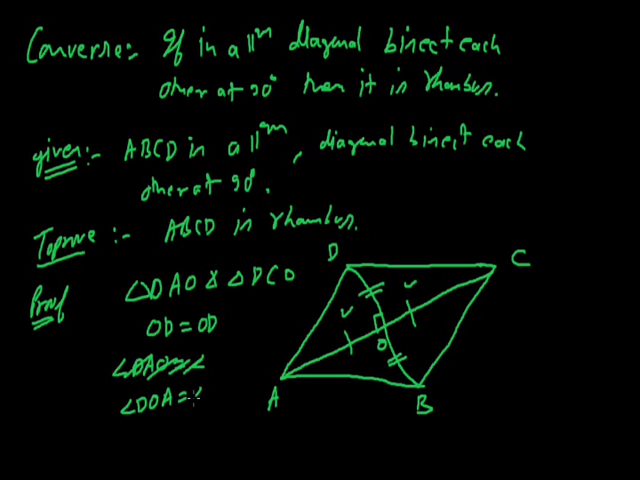 Converse:- If in a ||gm diagonal bisect each
other at 90° then it is rhombus.
given:- ABCD is a ||gm, diagonal bisect each
other at 90°.
To prove :- ABCD is rhombus.
Proof
△DAO & △DCO
OD = OD
∠DOA =
D
C
O
A
B